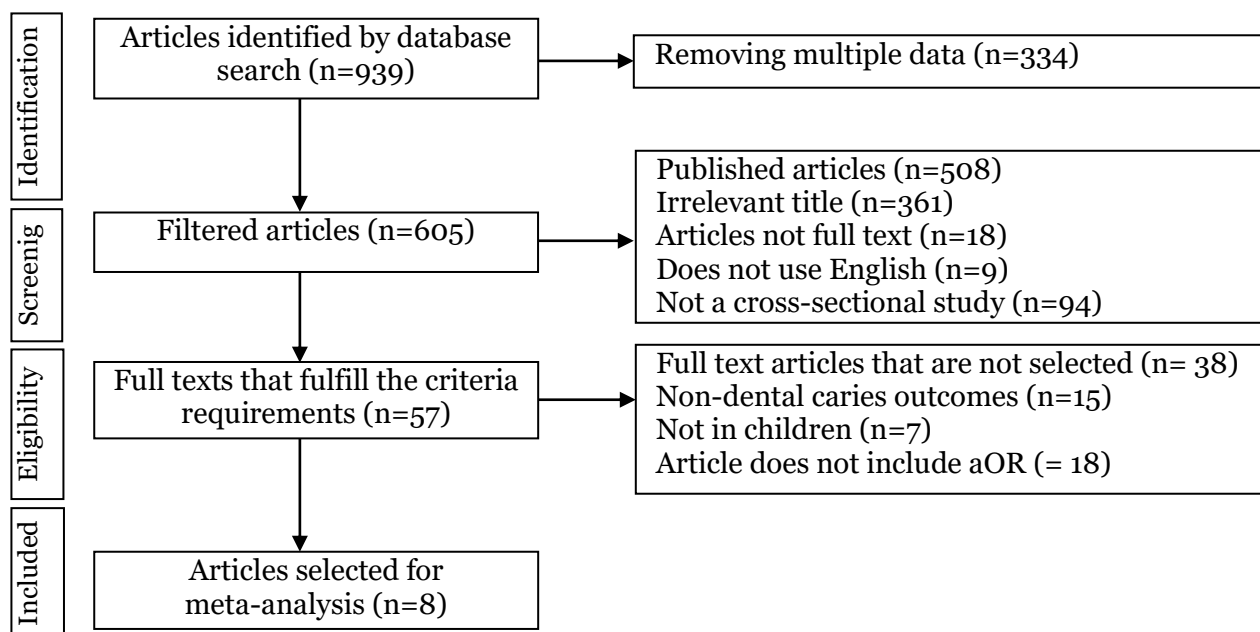 Identification
Articles identified by database
search (n=939)
Removing multiple data (n=334)
Screenig
Filtered articles (n=605)
Published articles (n=508)
Irrelevant title (n=361)
Articles not full text (n=18)
Does not use English (n=9)
Not a cross-sectional study (n=94)
Eligibility
Full texts that fulfill the criteria
requirements (n=57)
Full text articles that are not selected (n= 38)
Non-dental caries outcomes (n=15)
Not in children (n=7)
Article does not include aOR (= 18)
Included
Articles selected for
meta-analysis (n=8)